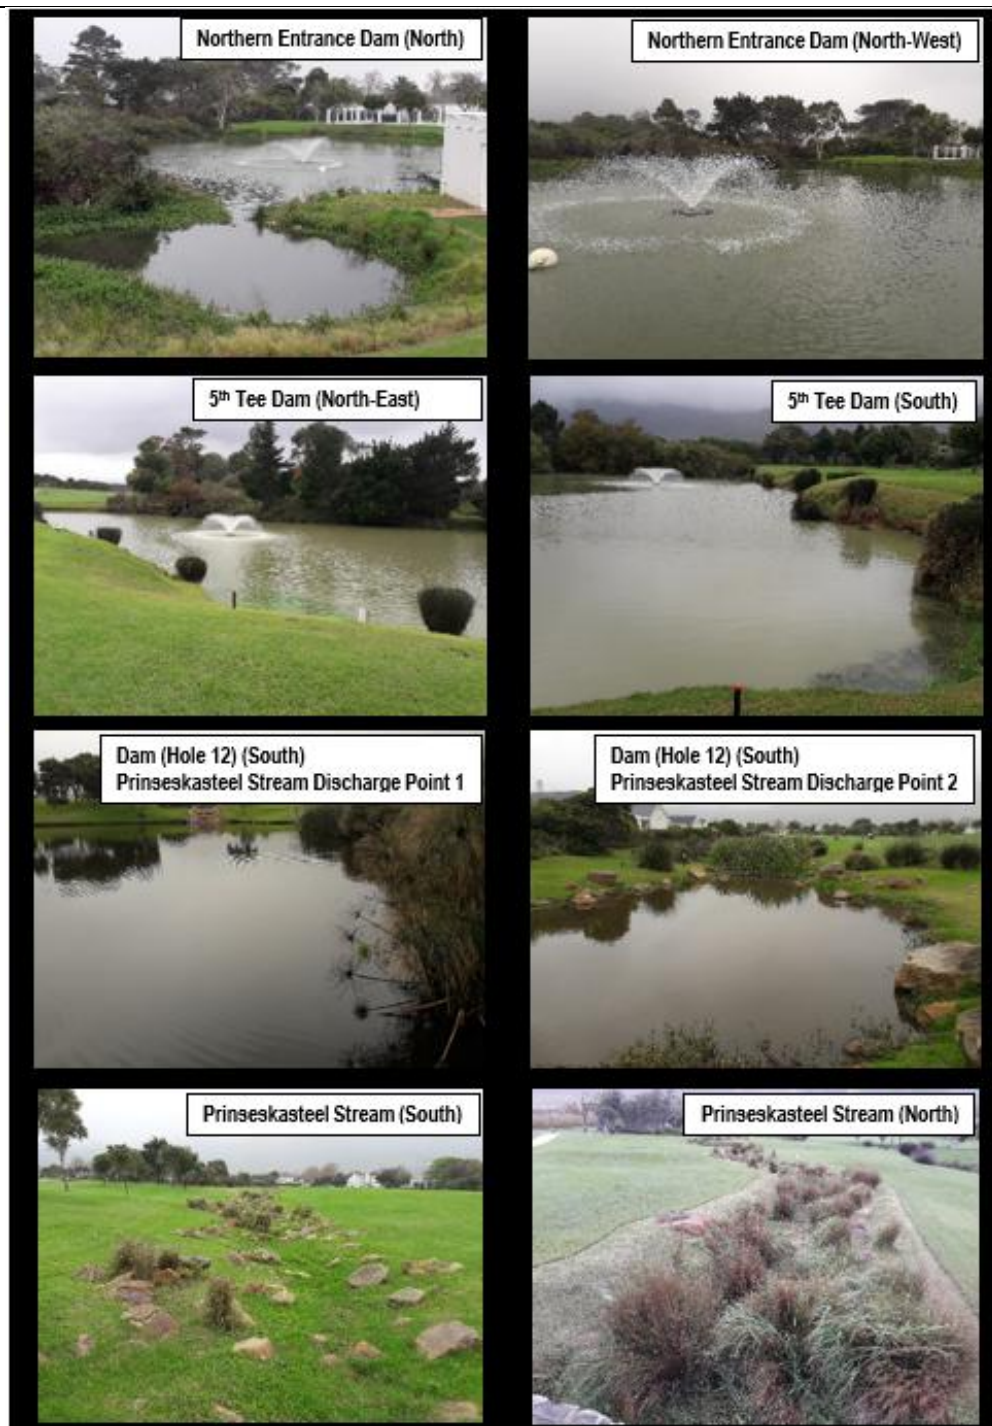 Northern Entrance Dam (North)
Northern Entrance Dam (North-West)
5th Tee Dam (North-East)
5th Tee Dam (South)
Dam (Hole 12) (South)
Prinseskasteel Stream Discharge Point 1
Dam (Hole 12) (South)
Prinseskasteel Stream Discharge Point 2
Prinseskasteel Stream (South)
Prinseskasteel Stream (North)